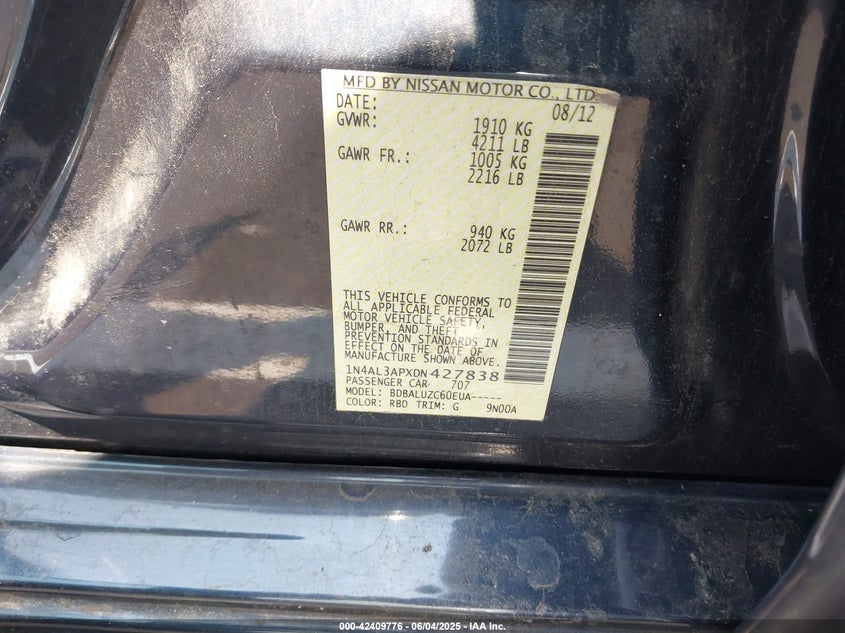 MFD BY NISSAN MOTOR CO., LTD.
DATE: 08/12
GVWR: 1910 KG
4211 LB
GAWR FR.: 1005 KG
2216 LB
GAWR RR.: 940 KG
2072 LB
THIS VEHICLE CONFORMS TO
ALL APPLICABLE FEDERAL
MOTOR VEHICLE SAFETY,
BUMPER, AND THEFT
PREVENTION STANDARDS IN
EFFECT ON THE DATE OF
MANUFACTURE SHOWN ABOVE.
1N4AL3APXDN427838
PASSENGER CAR 707
MODEL: BDBALUZC60EUA-----
COLOR: RBD TRIM: G 9N00A
000-42409776 - 06/04/2025 - IAA Inc.